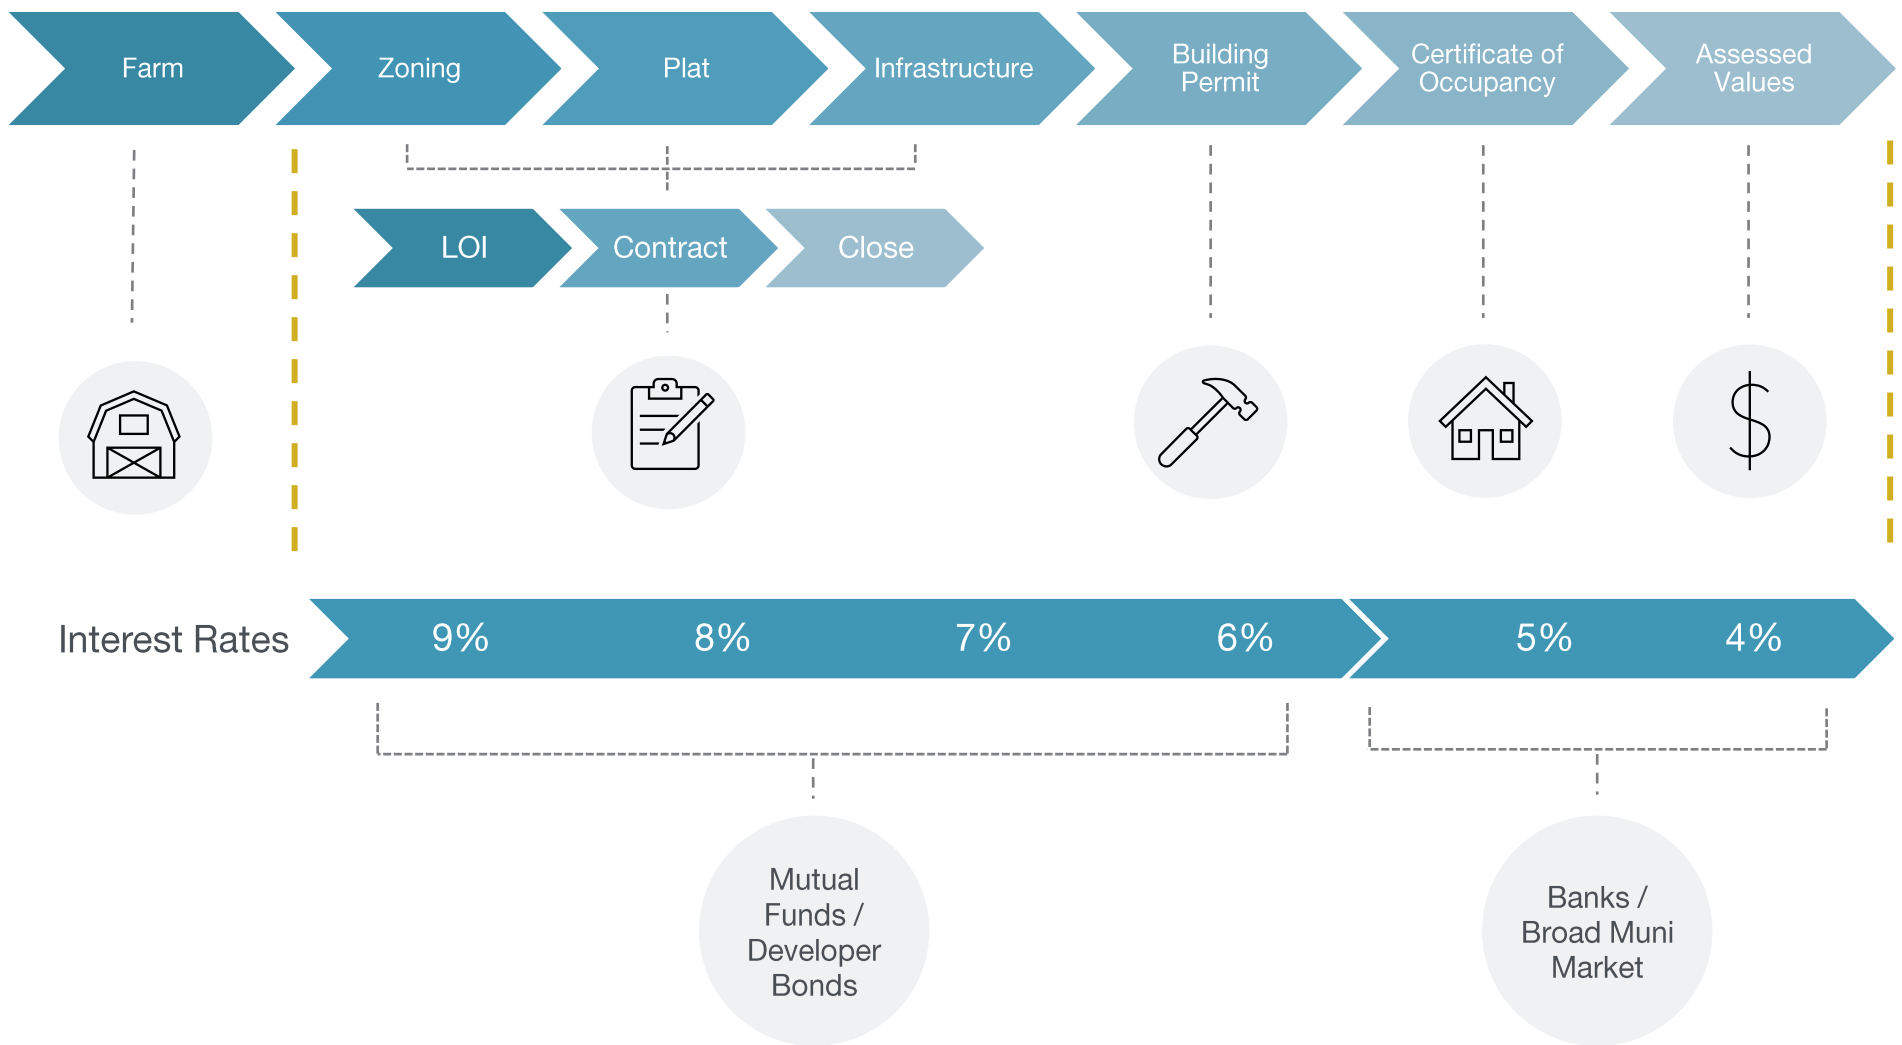 Farm
Zoning
Plat
Infrastructure
Building
Permit
Certificate of
Occupancy
Assessed
Values
LOI
Contract
Close
Interest Rates
9%
8%
7%
6%
5%
4%
Mutual
Funds /
Developer
Bonds
Banks /
Broad Muni
Market